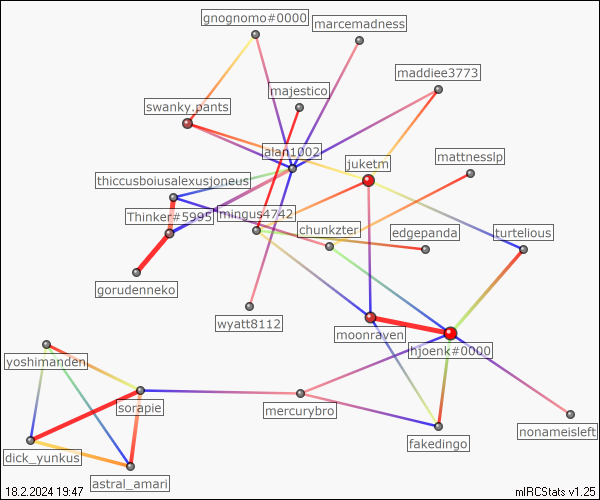 gnognomo#0000
marcemadness
maddiee3773
majestico
swanky.pants
alan1002
juketm
mattnesslp
thiccusboiusalexusjoneus
Thinker#5995
mingus4742
chunkzter
edgepanda
turtelious
gorudenneko
wyatt8112
moonraven
hjoenk#0000
yoshimanden
sorapie
mercurybro
nonameisleft
fakedingo
dick_yunkus
astral_amari
18.2.2024 19:47
mIRCStats v1.25